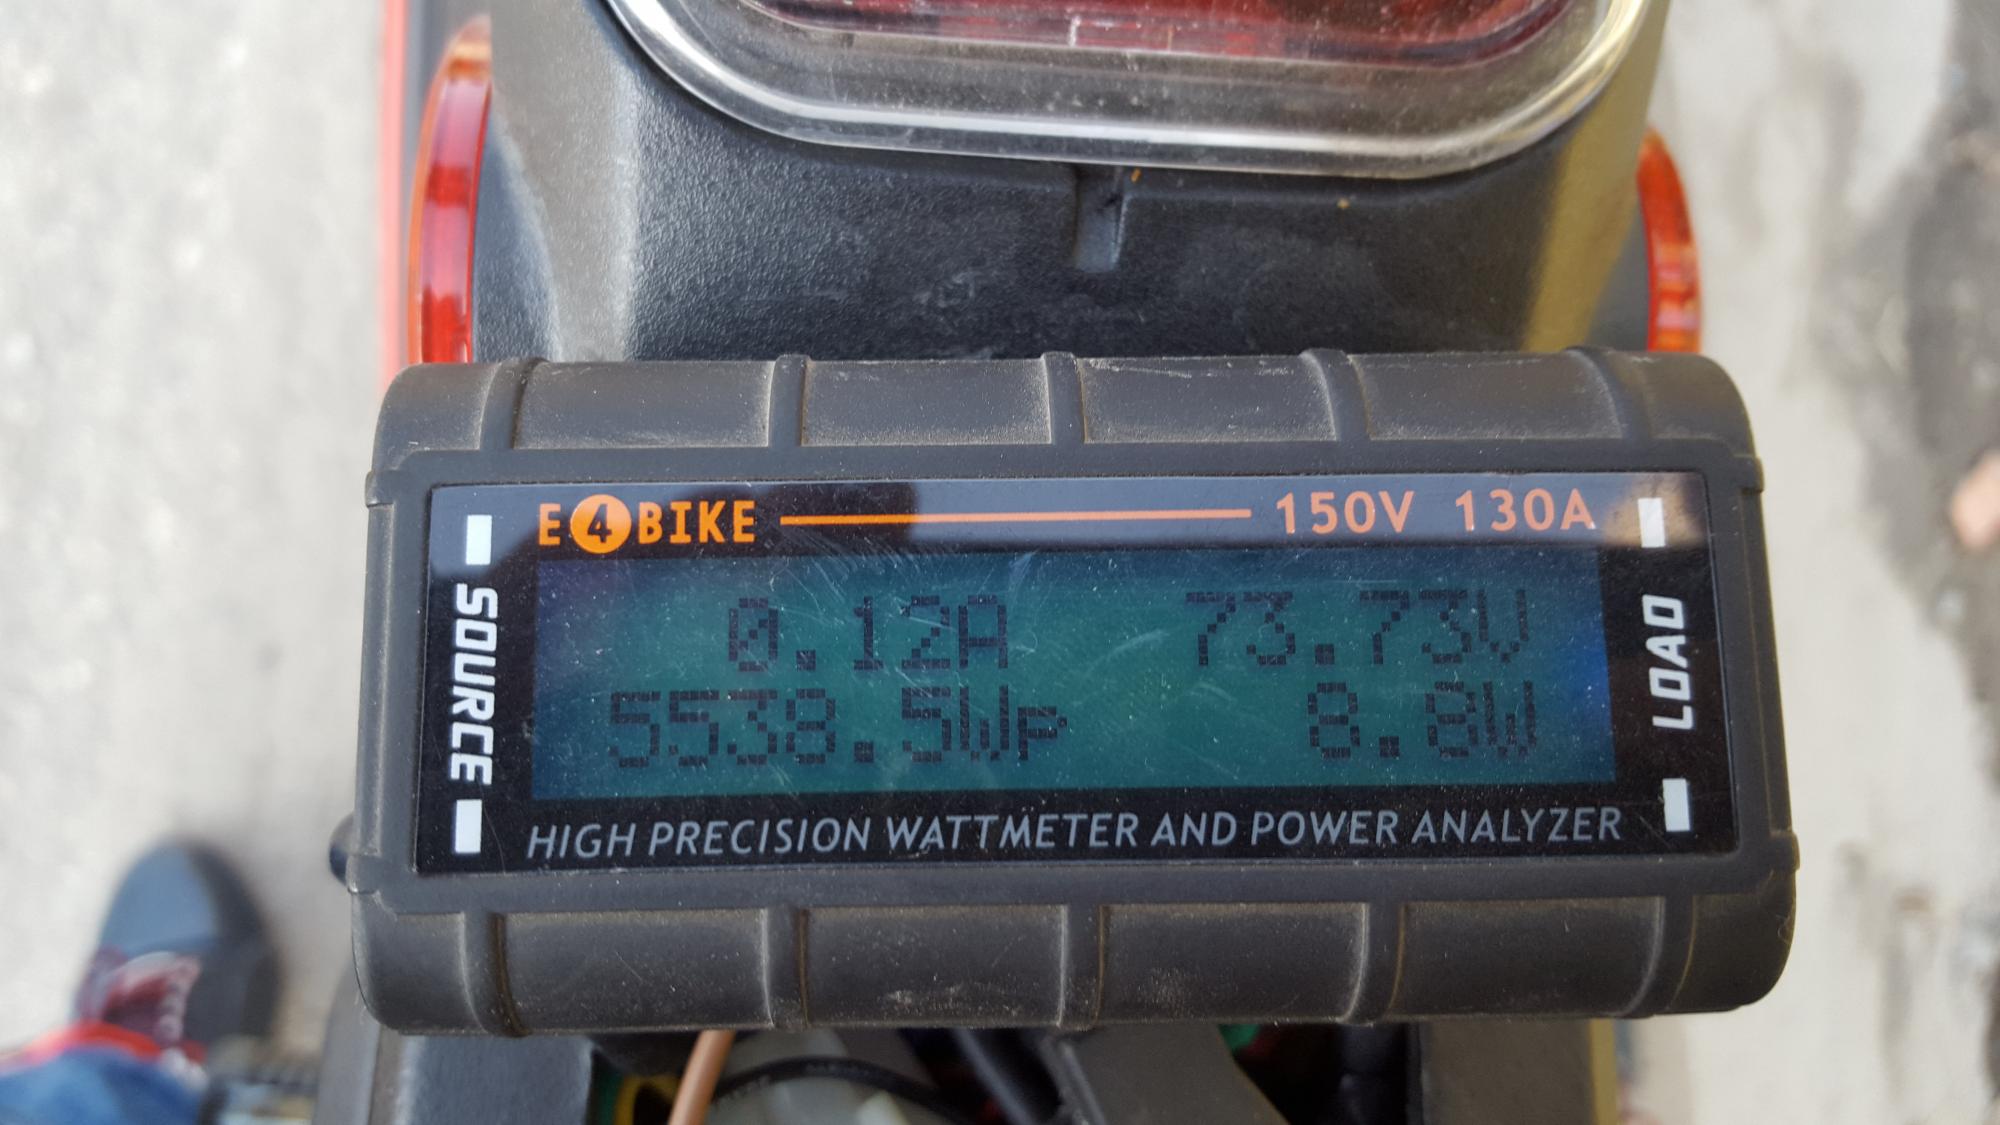 E4BIKE 150V 130A
SOURCE
0.12A 73.73V
5538.5Wp 8.8W
LOAD
HIGH PRECISION WATTMETER AND POWER ANALYZER